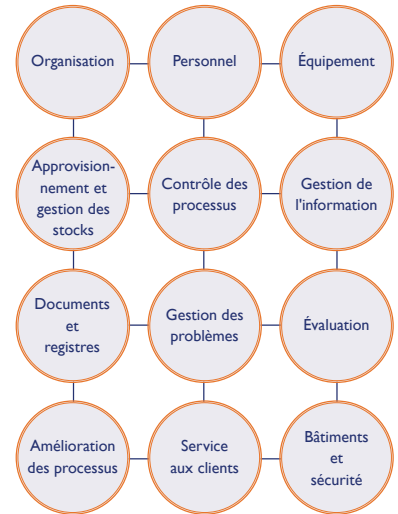 Organisation
Personnel
Équipement
Approvision-
nement et
gestion des
stocks
Contrôle des
processus
Gestion de
l'information
Documents
et
registres
Gestion des
problèmes
Évaluation
Amélioration
des processus
Service
aux clients
Bâtiments
et
sécurité